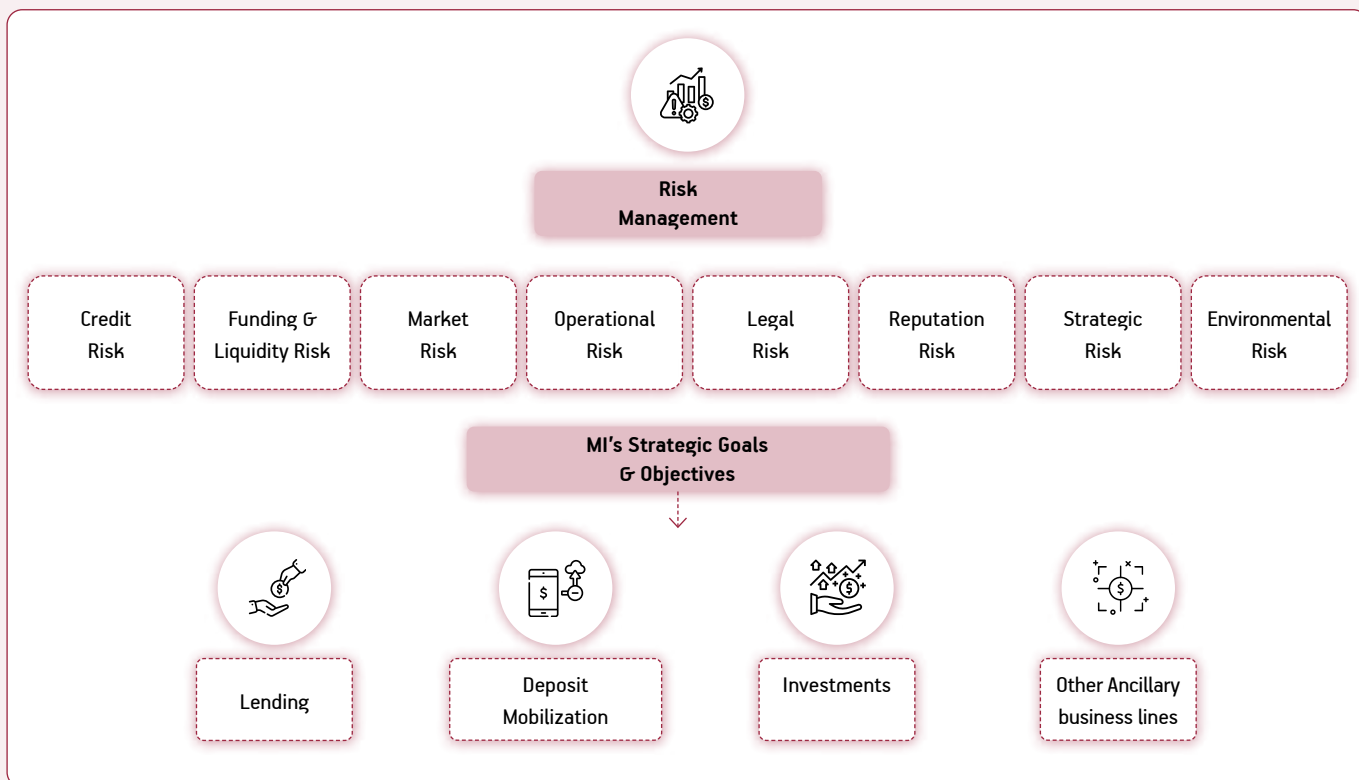 Risk
Management
Credit
Risk
Funding &
Liquidity Risk
Market
Risk
Operational
Risk
Legal
Risk
Reputation
Risk
Strategic
Risk
Environmental
Risk
MI's Strategic Goals
& Objectives
Lending
Deposit
Mobilization
Investments
Other Ancillary
business lines